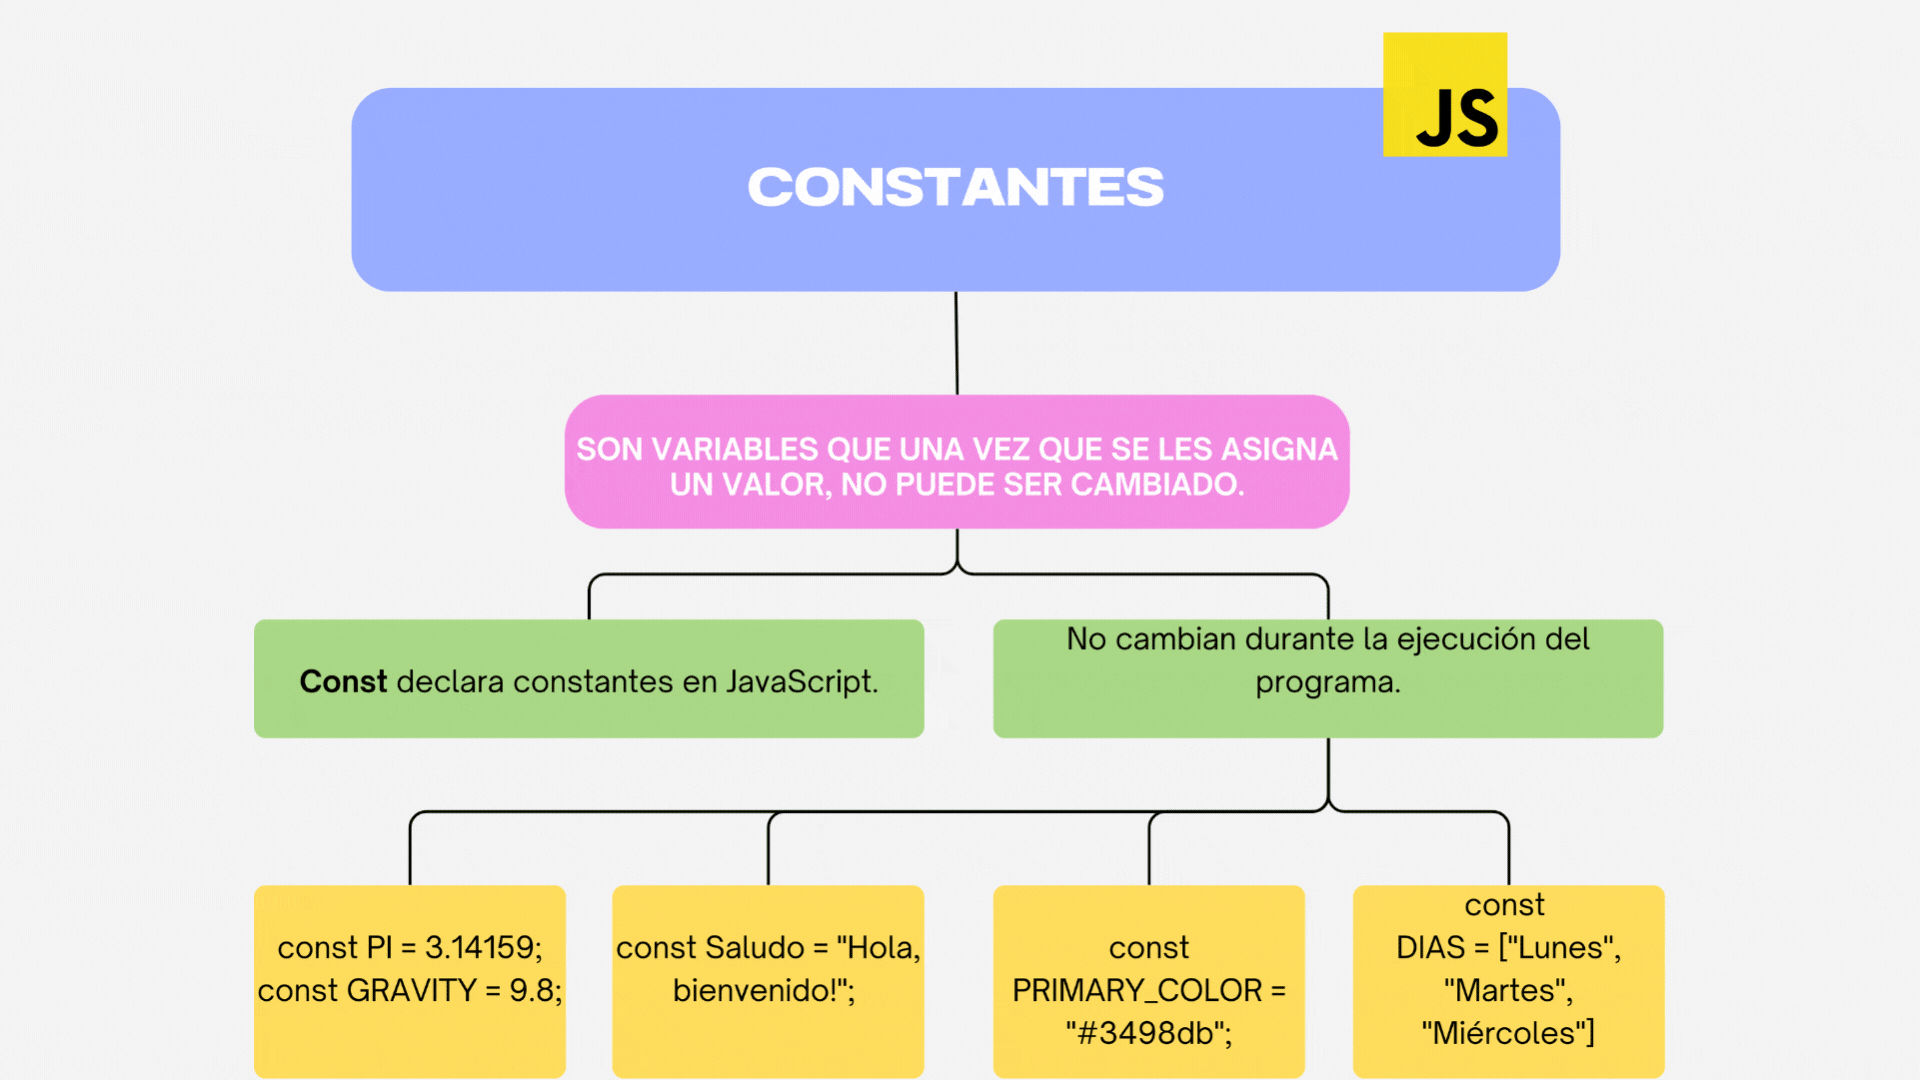 JS
CONSTANTES
SON VARIABLES QUE UNA VEZ QUE SE LES ASIGNA
UN VALOR, NO PUEDE SER CAMBIADO.
Const declara constantes en JavaScript.
No cambian durante la ejecución del
programa.
const PI = 3.14159;
const GRAVITY = 9.8;
const Saludo = "Hola,
bienvenido!";
const
PRIMARY_COLOR =
"#3498db";
const
DIAS = ["Lunes",
"Martes",
"Miércoles"]